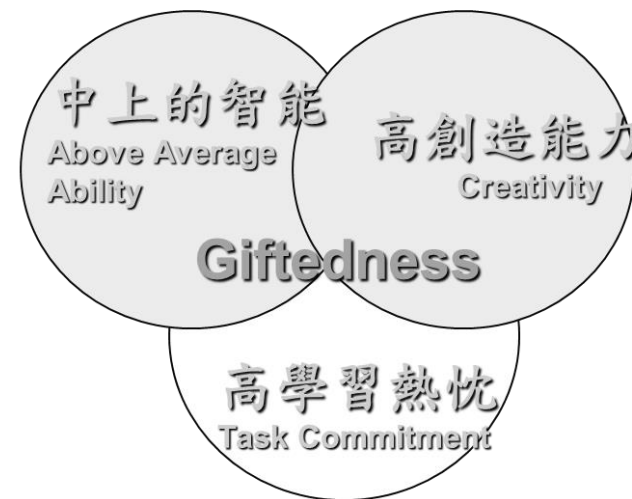 中上的智能
Above Average
Ability
高創造能力
Creativity
Giftedness
高學習熱忱
Task Commitment